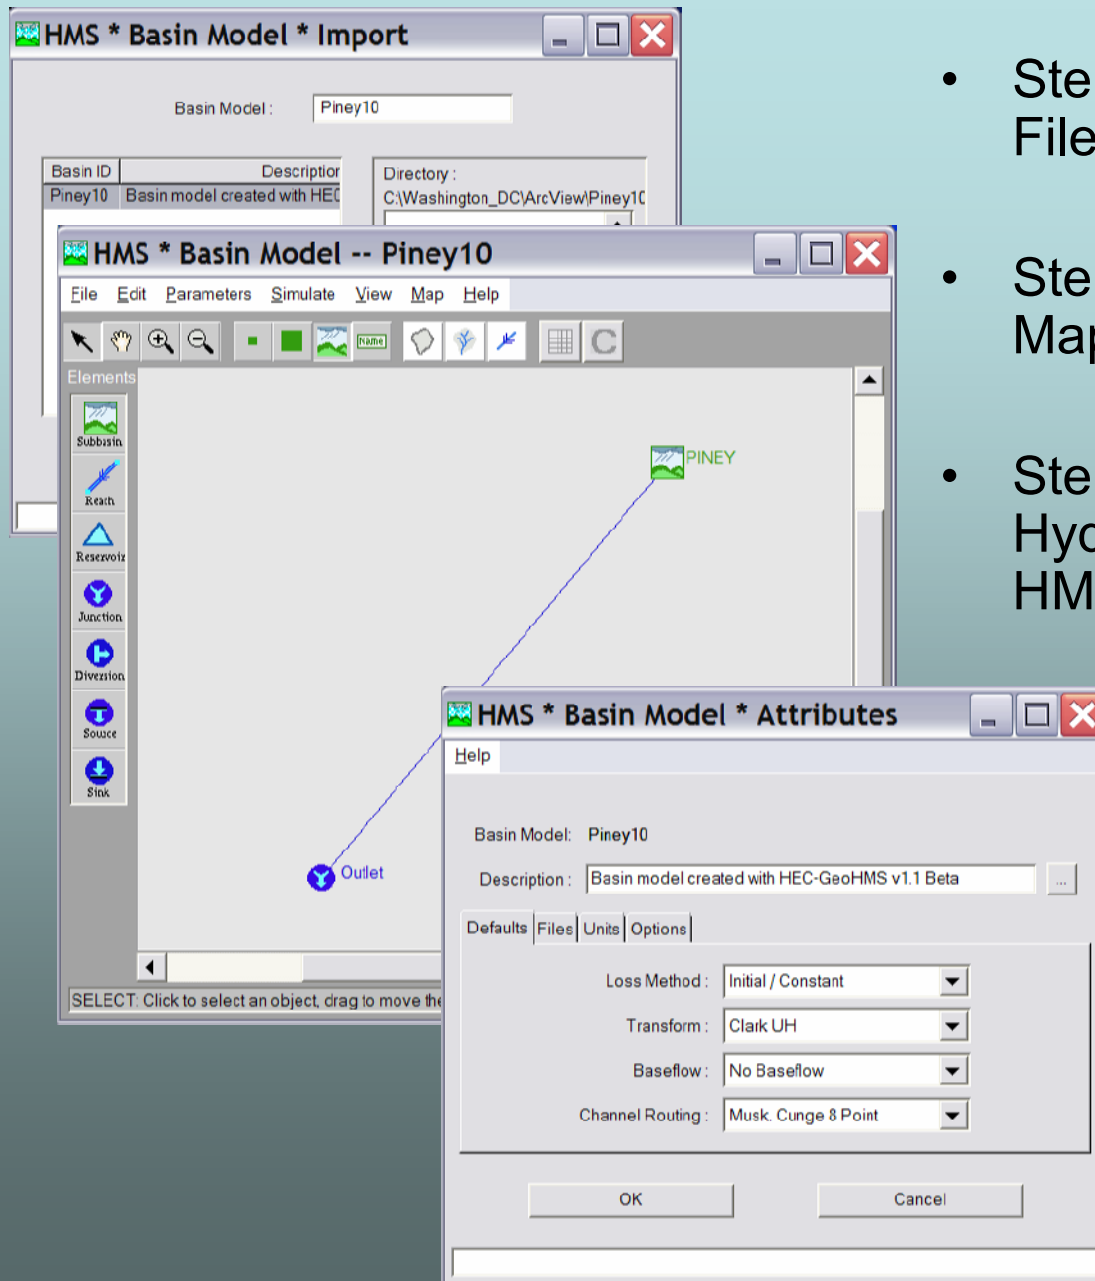 HMS * Basin Model * Import
Basin Model :
Piney10
Basin ID
Description
Piney10
Basin model created with HEC
Directory :
C:\Washington_DC\ArcView\Piney10
HMS * Basin Model -- Piney10
File Edit Parameters Simulate View Map Help
Name
C
Elements
Subbasin
Reach
Reservoir
Junction
Diversion
Source
Sink
PINEY
Outlet
SELECT: Click to select an object, drag to move the
HMS * Basin Model * Attributes
Help
Basin Model: Piney10
Description : Basin model created with HEC-GeoHMS v1.1 Beta
...
Defaults Files Units Options
Loss Method : Initial / Constant
Transform : Clark UH
Baseflow : No Baseflow
Channel Routing : Musk. Cunge 8 Point
OK Cancel
• Ste
File
• Ste
Map
• Ste
Hyd
HM